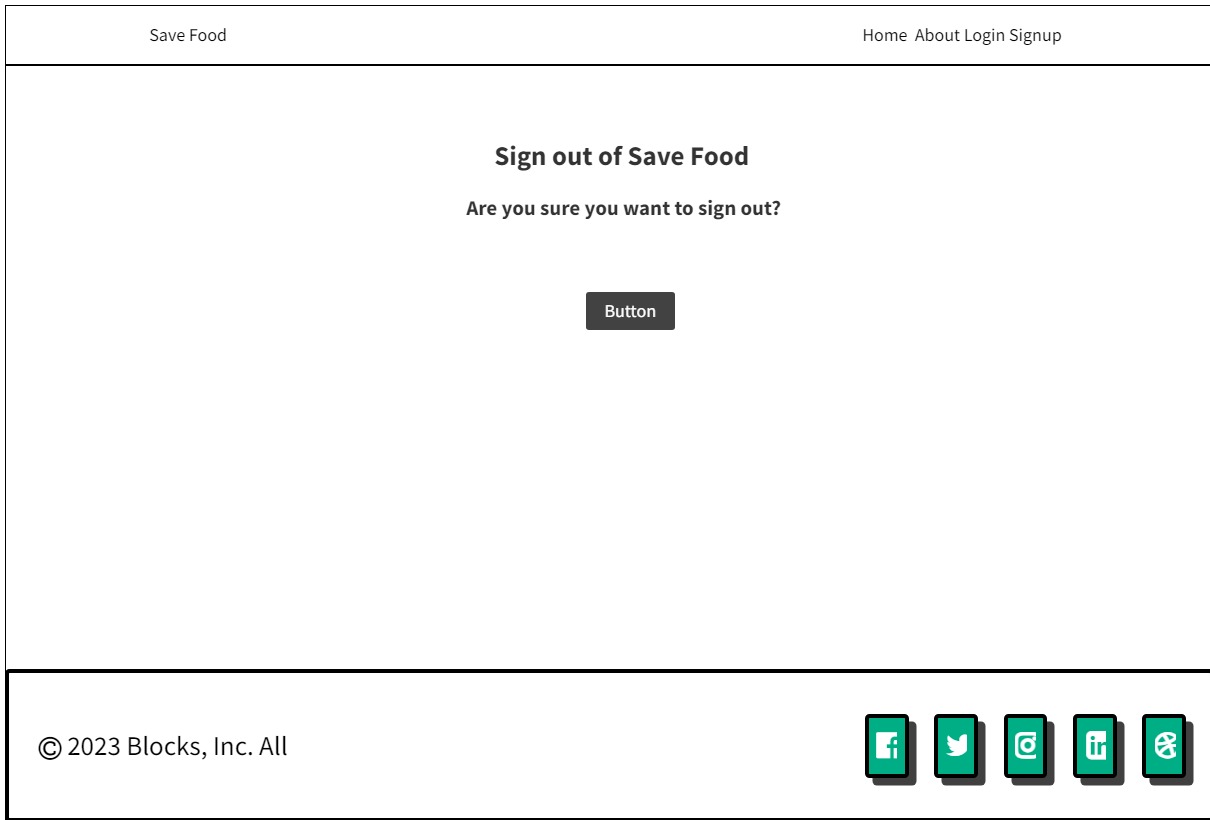 Save Food
Home About Login Signup
Sign out of Save Food
Are you sure you want to sign out?
Button
© 2023 Blocks, Inc. All